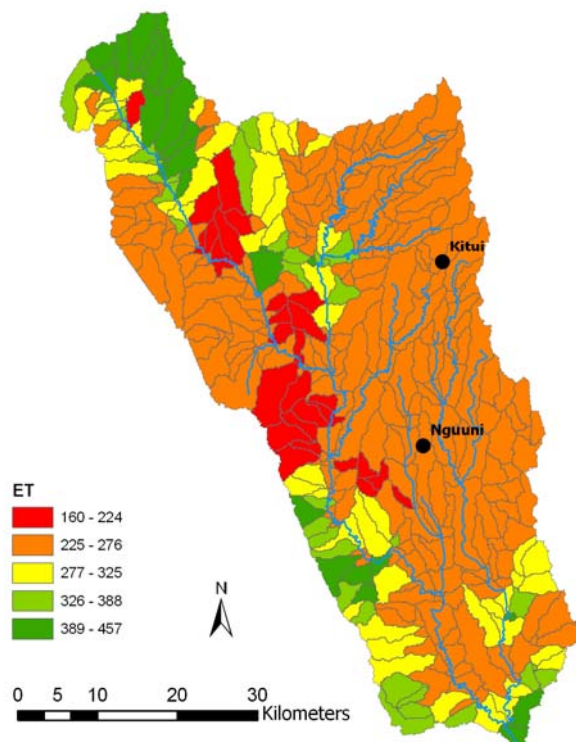 Kitui
Nguuni
ET
160 - 224
225 - 276
277 - 325
326 - 388
389 - 457
N
0 5 10 20 30
Kilometers